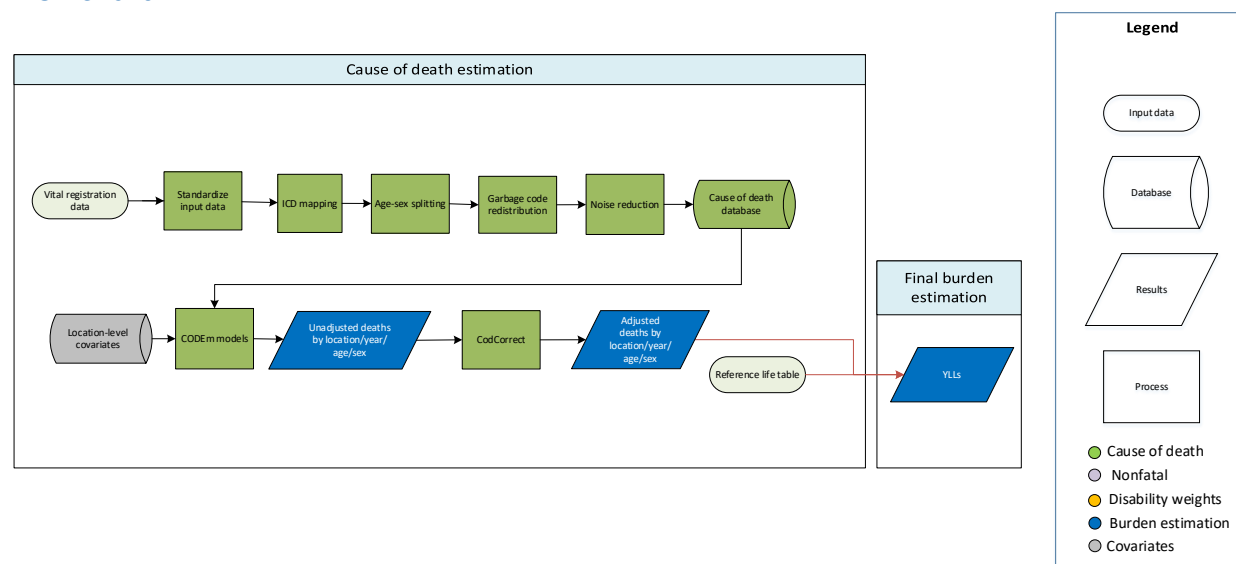 Cause of death estimation
Vital registration
data
Standardize
input data
ICD mapping
Age-sex splitting
Garbage code
redistribution
Noise reduction
Cause of death
database
Location-level
covariates
CODEm models
Unadjusted deaths
by location/year/
age/sex
CodCorrect
Adjusted
deaths by
location/year/
age/sex
Reference life table
Final burden
estimation
YLLs
Legend
Input data
Database
Results
Process
Cause of death
Nonfatal
Disability weights
Burden estimation
Covariates